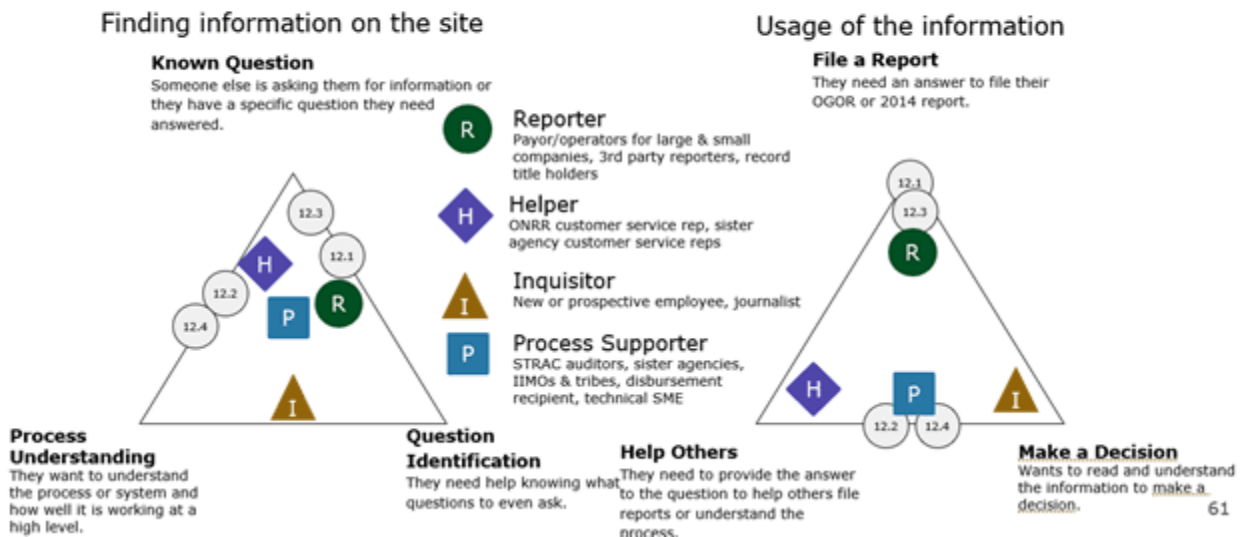 Finding information on the site
Known Question
Someone else is asking them for information or
they have a specific question they need
answered.
12.3
12.1
H
12.2
R
P
12.4
I
Process
Understanding
They want to understand
the process or system and
how well it is working at a
high level.
Question
Identification
They need help knowing what
questions to even ask.
R
Reporter
Payor/operators for large & small
companies, 3rd party reporters, record
title holders
H
Helper
ONRR customer service rep, sister
agency customer service reps
I
Inquisitor
New or prospective employee, journalist
P
Process Supporter
STRAC auditors, sister agencies,
IIMOs & tribes, disbursement
recipient, technical SME
Usage of the information
File a Report
They need an answer to file their
OGOR or 2014 report.
12.1
12.3
R
H
P
I
12.2
12.4
Help Others
They need to provide the answer
to the question to help others file
reports or understand the
process.
Make a Decision
Wants to read and understand
the information to make a
decision.
61